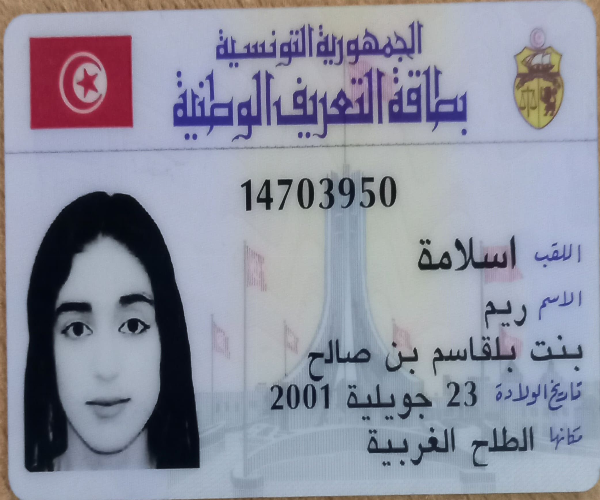 الجمهورية التونسية
بطاقة التعريف الوطنية
14703950
اللقب اسلامة
الاسم ريم
بنت بلقاسم بن صالح
تاريخ الولادة 23 جويلية 2001
مكانها الطلح الغربية